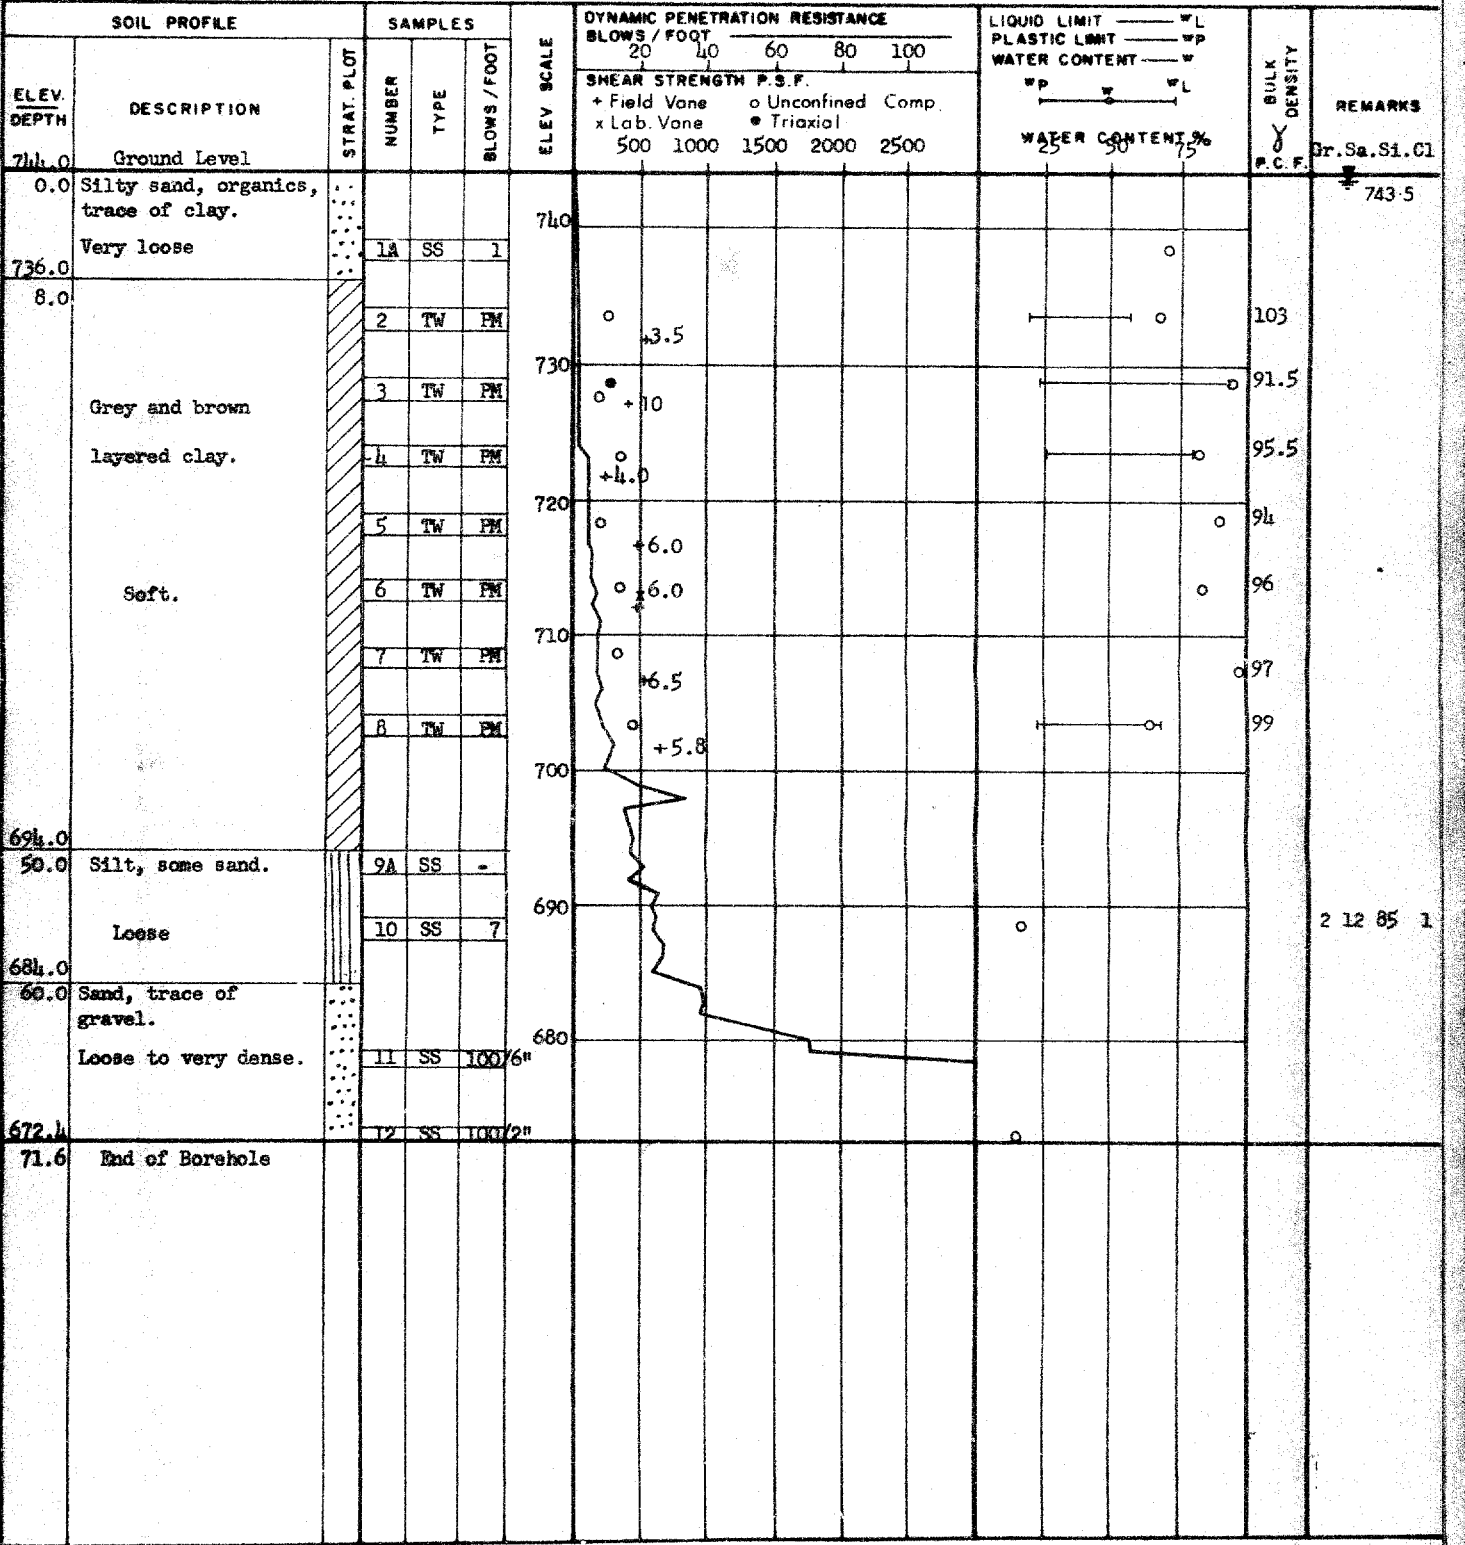 SOIL PROFILE
SAMPLES
ELEV.
DEPTH
DESCRIPTION
STRAT. PLOT
NUMBER
TYPE
BLOWS / FOOT
ELEV SCALE
DYNAMIC PENETRATION RESISTANCE
BLOWS / FOOT
20 40 60 80 100
SHEAR STRENGTH P.S.F.
+ Field Vane o Unconfined Comp.
x Lab. Vane ● Triaxial
500 1000 1500 2000 2500
LIQUID LIMIT wL
PLASTIC LIMIT wP
WATER CONTENT w
wP w wL
WATER CONTENT %
25 50 75
BULK DENSITY
γ
P.C.F.
REMARKS
Gr.Sa.Si.Cl
744.0 Ground Level
0.0 Silty sand, organics,
trace of clay.
743.5
740
Very loose 1A SS 1
736.0
8.0
2 TW PM 103
+3.5
730
3 TW PM 91.5
Grey and brown
+10
layered clay. 4 TW PM 95.5
+4.0
720
5 TW PM 94
+6.0
Soft. 6 TW PM +6.0 96
710
7 TW PM 97
+6.5
8 TW PM 99
+5.8
700
694.0
50.0 Silt, some sand. 9A SS -
690
Loose 10 SS 7 2 12 85 1
684.0
60.0 Sand, trace of
gravel.
680
Loose to very dense. 11 SS 100/6"
672.4 12 SS 100/2"
71.6 End of Borehole